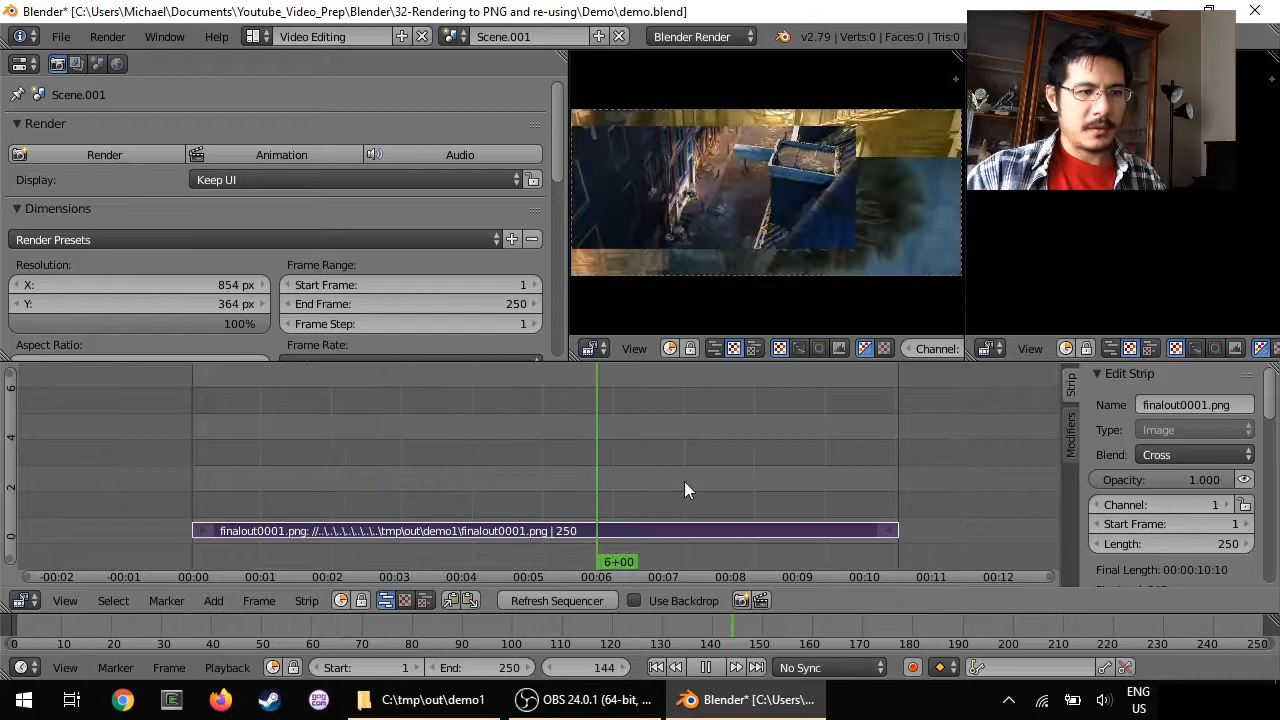 Blender* [C:\Users\Michael\Documents\Youtube_Video_Prep\Blender\32-Rendering to PNG and re-using\Demo\demo.blend]
File Render Window Help Video Editing Scene.001 Blender Render v2.79 | Verts:0 | Faces:0 | Tris:0
Scene.001
Render
Render Animation Audio
Display: Keep UI
Dimensions
Render Presets
Resolution: Frame Range:
X: 854 px Start Frame: 1
Y: 364 px End Frame: 250
100% Frame Step: 1
Aspect Ratio: Frame Rate:
View Channel: View
6
4
2
0
finalout0001.png: //..\..\..\..\..\..\..\tmp\out\demo1\finalout0001.png | 250
6+00
-00:02 -00:01 00:00 00:01 00:02 00:03 00:04 00:05 00:06 00:07 00:08 00:09 00:10 00:11 00:12
Strip
Modifiers
Edit Strip
Name finalout0001.png
Type: Image
Blend: Cross
Opacity: 1.000
Channel: 1
Start Frame: 1
Length: 250
Final Length: 00:00:10:10
View Select Marker Add Frame Strip Refresh Sequencer Use Backdrop
0 10 20 30 40 50 60 70 80 90 100 110 120 130 140 150 160 170 180 190 200 210 220 230 240 250
View Marker Frame Playback Start: 1 End: 250 144 No Sync
C:\tmp\out\demo1 OBS 24.0.1 (64-bit, ... Blender* [C:\Users\... ENG
US